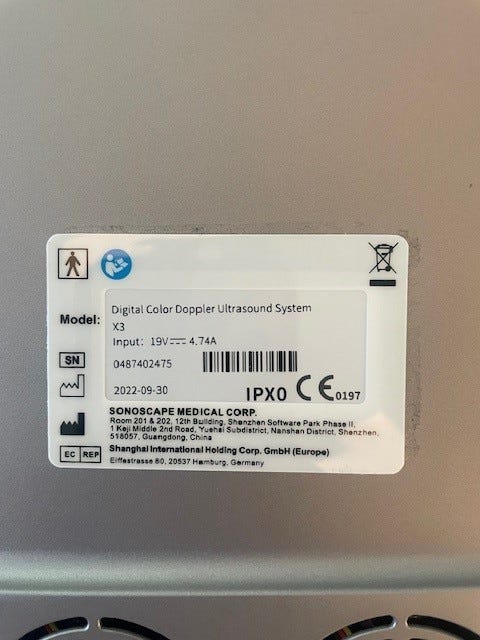 Digital Color Doppler Ultrasound System
Model: X3
Input: 19V⎓ 4.74A
SN 0487402475
2022-09-30
IPX0 CE 0197
SONOSCAPE MEDICAL CORP.
Room 201 & 202, 12th Building, Shenzhen Software Park Phase II,
1 Keji Middle 2nd Road, Yuehai Subdistrict, Nanshan District, Shenzhen,
518057, Guangdong, China
EC REP Shanghai International Holding Corp. GmbH (Europe)
Eiffestrasse 80, 20537 Hamburg, Germany